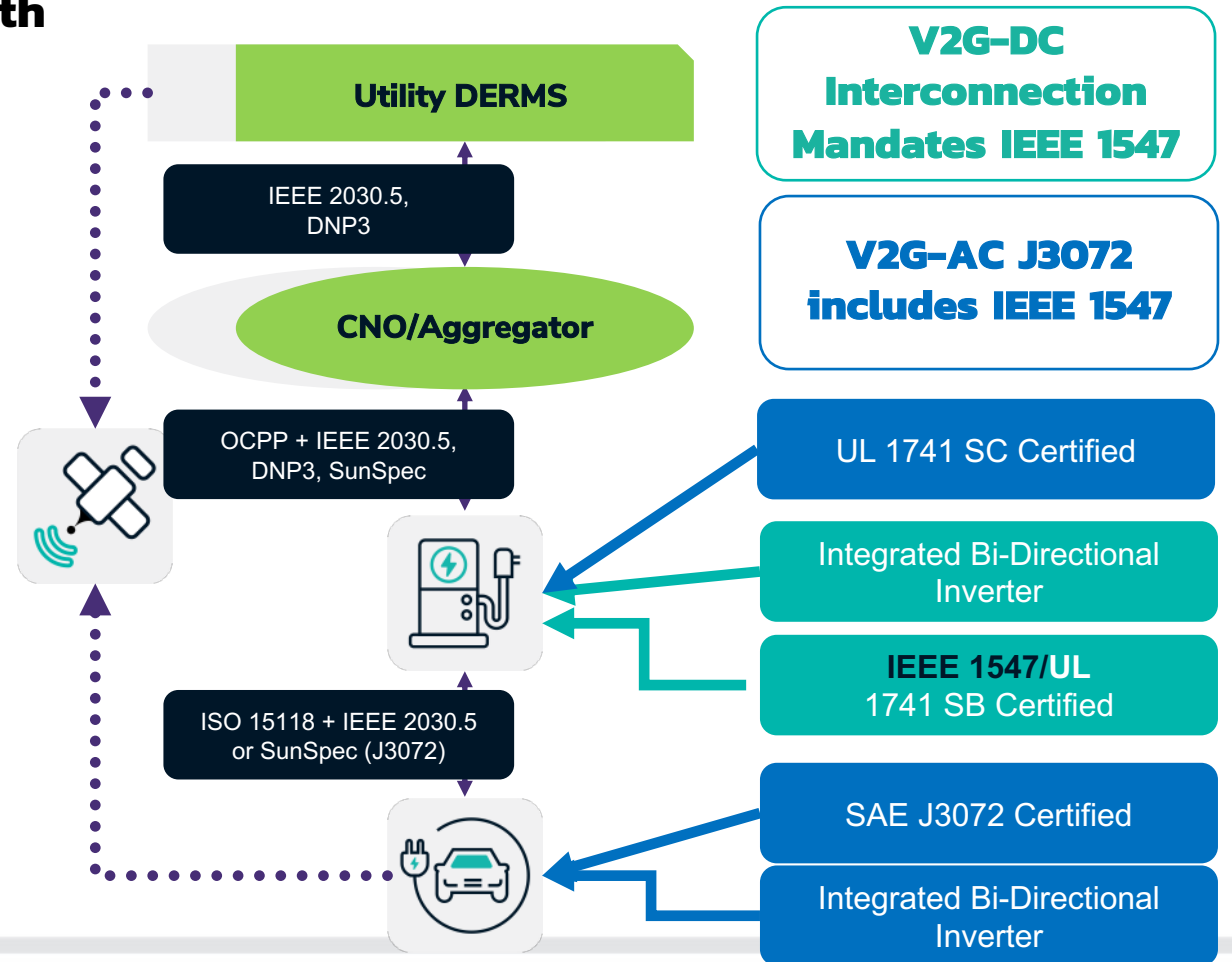 th
Utility DERMS
IEEE 2030.5,
DNP3
CNO/Aggregator
OCPP + IEEE 2030.5,
DNP3, SunSpec
ISO 15118 + IEEE 2030.5
or SunSpec (J3072)
V2G-DC
Interconnection
Mandates IEEE 1547
V2G-AC J3072
includes IEEE 1547
UL 1741 SC Certified
Integrated Bi-Directional
Inverter
IEEE 1547/UL
1741 SB Certified
SAE J3072 Certified
Integrated Bi-Directional
Inverter